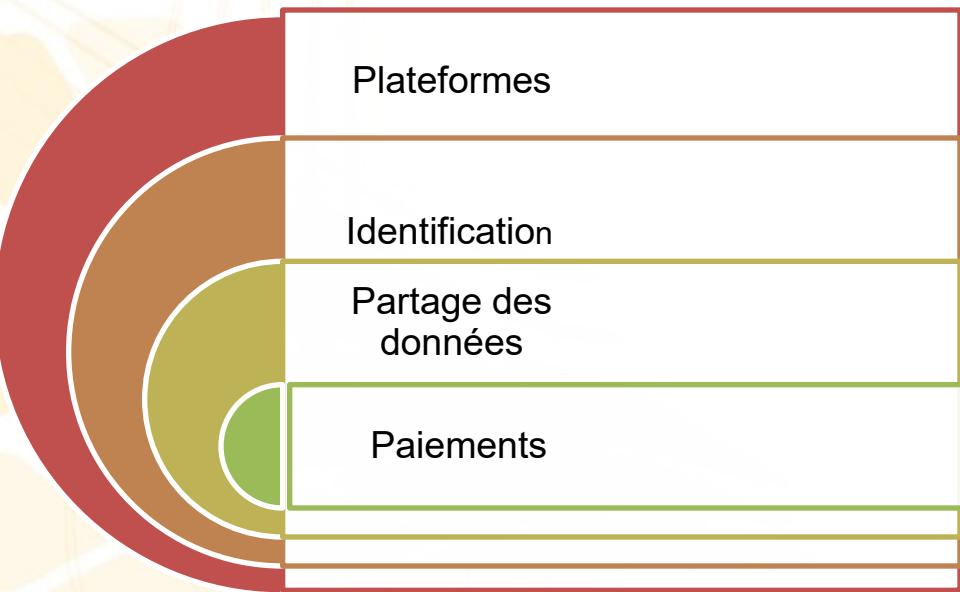 Plateformes
Identification
Partage des
données
Paiements